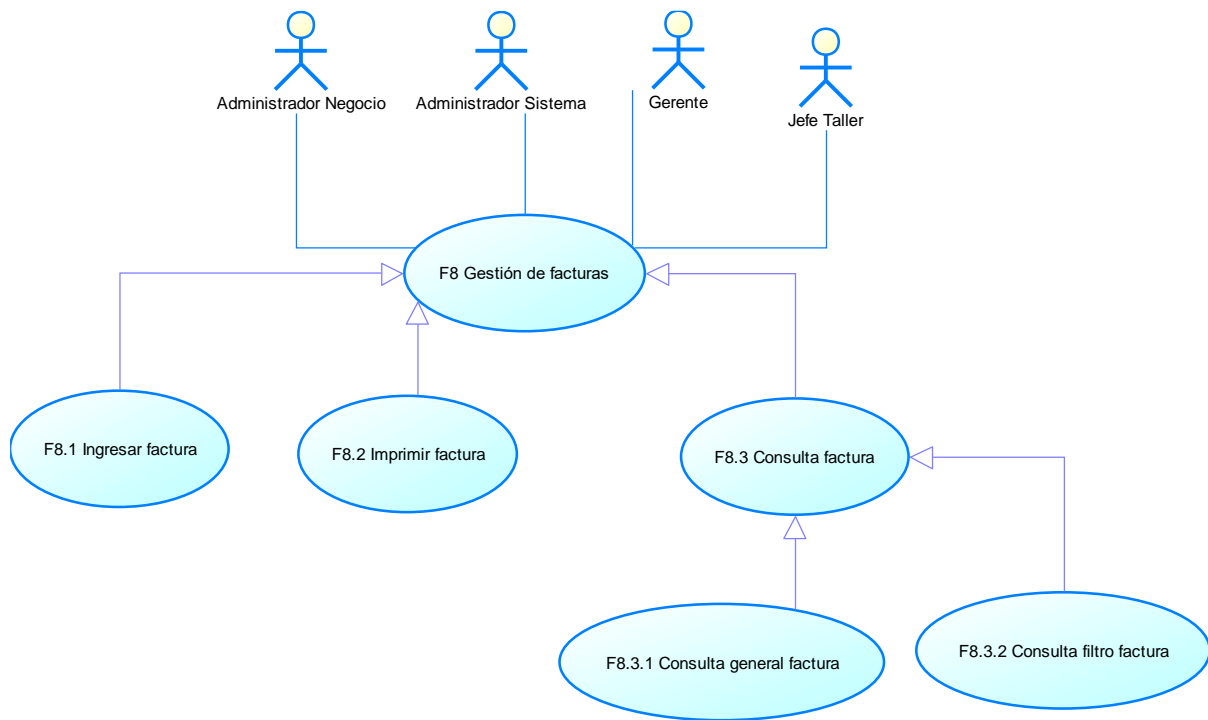 Administrador Negocio
Administrador Sistema
Gerente
Jefe Taller
F8 Gestión de facturas
F8.1 Ingresar factura
F8.2 Imprimir factura
F8.3 Consulta factura
F8.3.1 Consulta general factura
F8.3.2 Consulta filtro factura